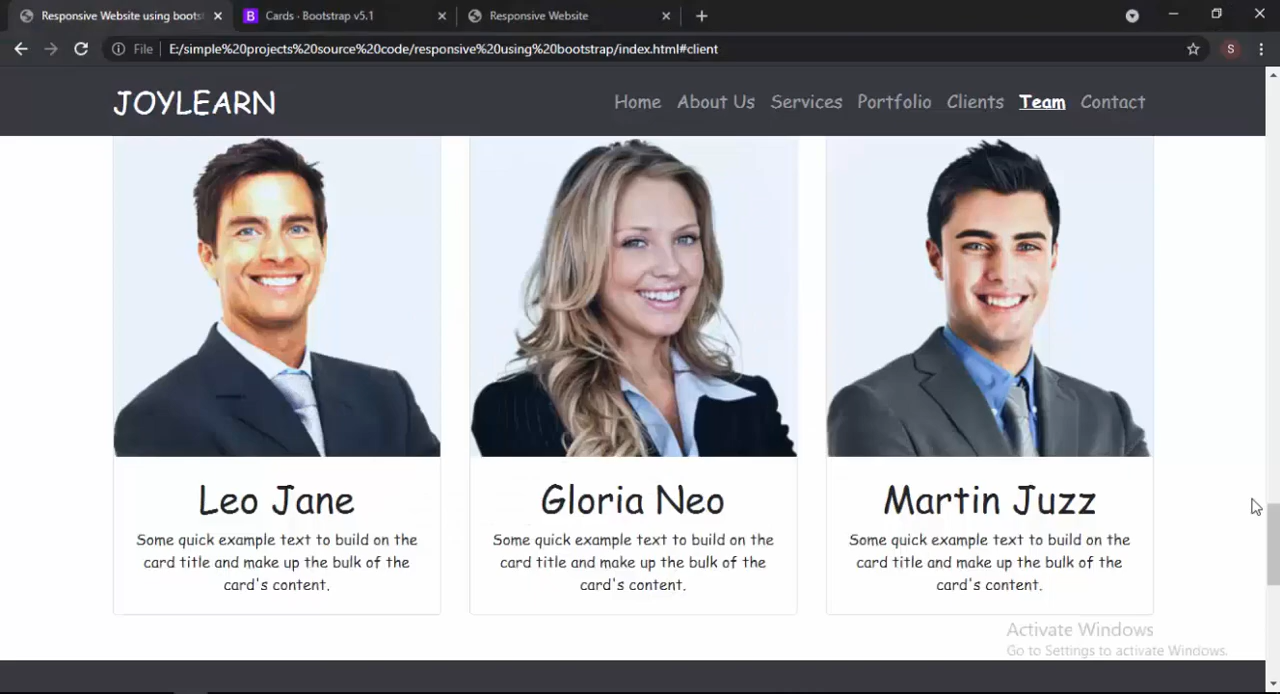 Responsive Website using boots
Cards · Bootstrap v5.1
Responsive Website
File
E:/simple%20projects%20source%20code/responsive%20using%20bootstrap/index.html#client
S
JOYLEARN
Home About Us Services Portfolio Clients Team Contact
Leo Jane
Some quick example text to build on the
card title and make up the bulk of the
card's content.
Gloria Neo
Some quick example text to build on the
card title and make up the bulk of the
card's content.
Martin Juzz
Some quick example text to build on the
card title and make up the bulk of the
card's content.
Activate Windows
Go to Settings to activate Windows.